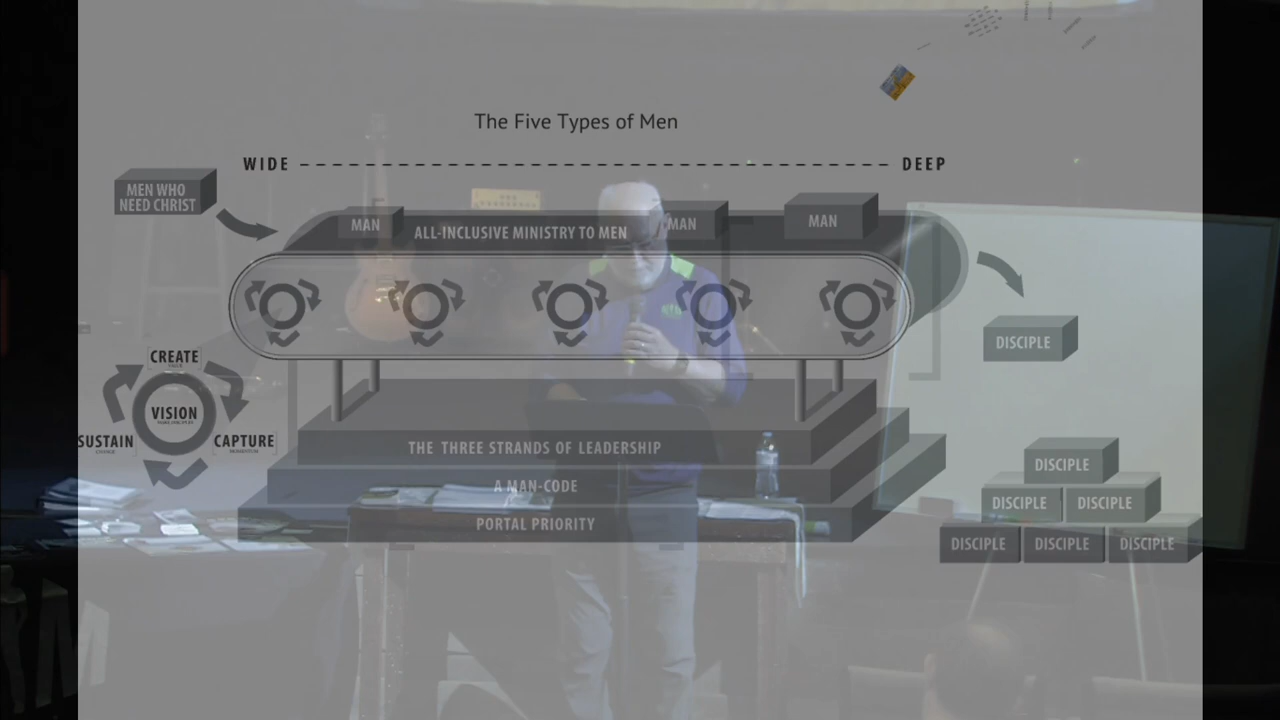 The Five Types of Men
WIDE
DEEP
MEN WHO
NEED CHRIST
MAN
ALL-INCLUSIVE MINISTRY TO MEN
MAN
MAN
DISCIPLE
CREATE
VISION
SUSTAIN
CAPTURE
THE THREE STRANDS OF LEADERSHIP
A MAN-CODE
PORTAL PRIORITY
DISCIPLE
DISCIPLE
DISCIPLE
DISCIPLE
DISCIPLE
DISCIPLE